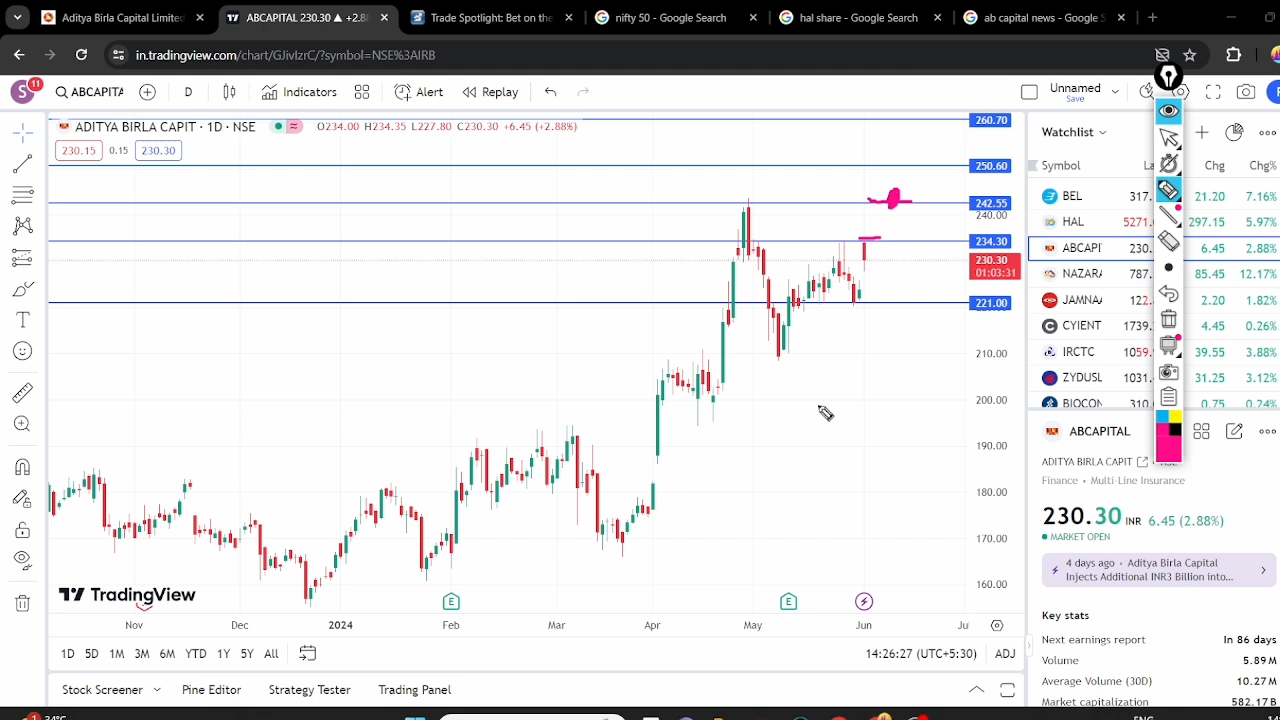 Aditya Birla Capital Limited
ABCAPITAL 230.30 ▲ +2.8
Trade Spotlight: Bet on the
nifty 50 - Google Search
hal share - Google Search
ab capital news - Google S
in.tradingview.com/chart/GJivIzrC/?symbol=NSE%3AIRB
S 11
ABCAPITA
D
Indicators
Alert
Replay
Unnamed
Save
ADITYA BIRLA CAPIT · 1D · NSE
O234.00 H234.35 L227.80 C230.30 +6.45 (+2.88%)
230.15 0.15 230.30
260.70
250.60
242.55
240.00
234.30
230.30
01:03:31
221.00
210.00
200.00
190.00
180.00
170.00
160.00
TradingView
E
E
Nov Dec 2024 Feb Mar Apr May Jun Jul
1D 5D 1M 3M 6M YTD 1Y 5Y All
14:26:27 (UTC+5:30) ADJ
Stock Screener Pine Editor Strategy Tester Trading Panel
Watchlist
Symbol La Chg Chg%
BEL 317. 21.20 7.16%
HAL 5271. 297.15 5.97%
ABCAPI 230. 6.45 2.88%
NAZARA 787. 85.45 12.17%
JAMNA 122. 2.20 1.82%
CYIENT 1739. 4.45 0.26%
IRCTC 1059. 39.55 3.88%
ZYDUSL 1031. 31.25 3.12%
BIOCON 310. 0.75 0.24%
ABCAPITAL
ADITYA BIRLA CAPIT
Finance • Multi-Line Insurance
230.30 INR 6.45 (2.88%)
MARKET OPEN
4 days ago • Aditya Birla Capital
Injects Additional INR3 Billion into...
Key stats
Next earnings report In 86 days
Volume 5.89M
Average Volume (30D) 10.27M
Market capitalization 582.17B
34°C
ENG